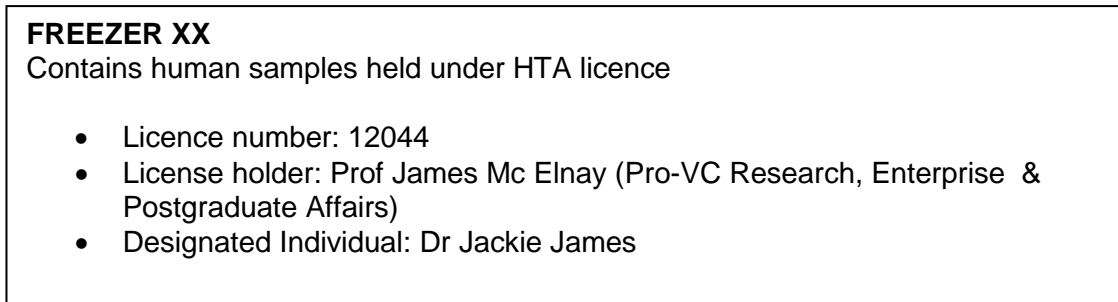 FREEZER XX
Contains human samples held under HTA licence
• Licence number: 12044
• License holder: Prof James Mc Elnay (Pro-VC Research, Enterprise &
Postgraduate Affairs)
• Designated Individual: Dr Jackie James